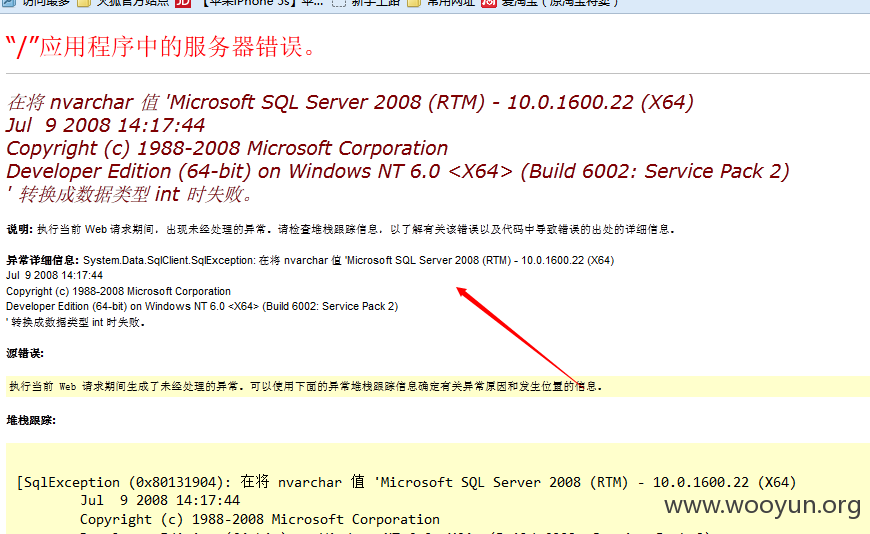 访问最多 火狐官方站点 JD 【苹果iPhone 5s】苹... 新手上路 常用网址 爱淘宝 ( 原淘宝特卖 )
“/”应用程序中的服务器错误。
在将 nvarchar 值 'Microsoft SQL Server 2008 (RTM) - 10.0.1600.22 (X64)
Jul 9 2008 14:17:44
Copyright (c) 1988-2008 Microsoft Corporation
Developer Edition (64-bit) on Windows NT 6.0 <X64> (Build 6002: Service Pack 2)
' 转换成数据类型 int 时失败。
说明: 执行当前 Web 请求期间，出现未经处理的异常。请检查堆栈跟踪信息，以了解有关该错误以及代码中导致错误的出处的详细信息。
异常详细信息: System.Data.SqlClient.SqlException: 在将 nvarchar 值 'Microsoft SQL Server 2008 (RTM) - 10.0.1600.22 (X64)
Jul 9 2008 14:17:44
Copyright (c) 1988-2008 Microsoft Corporation
Developer Edition (64-bit) on Windows NT 6.0 <X64> (Build 6002: Service Pack 2)
' 转换成数据类型 int 时失败。
源错误:
执行当前 Web 请求期间生成了未经处理的异常。可以使用下面的异常堆栈跟踪信息确定有关异常原因和发生位置的信息。
堆栈跟踪:
[SqlException (0x80131904): 在将 nvarchar 值 'Microsoft SQL Server 2008 (RTM) - 10.0.1600.22 (X64)
Jul 9 2008 14:17:44
Copyright (c) 1988-2008 Microsoft Corporation
www.wooyun.org